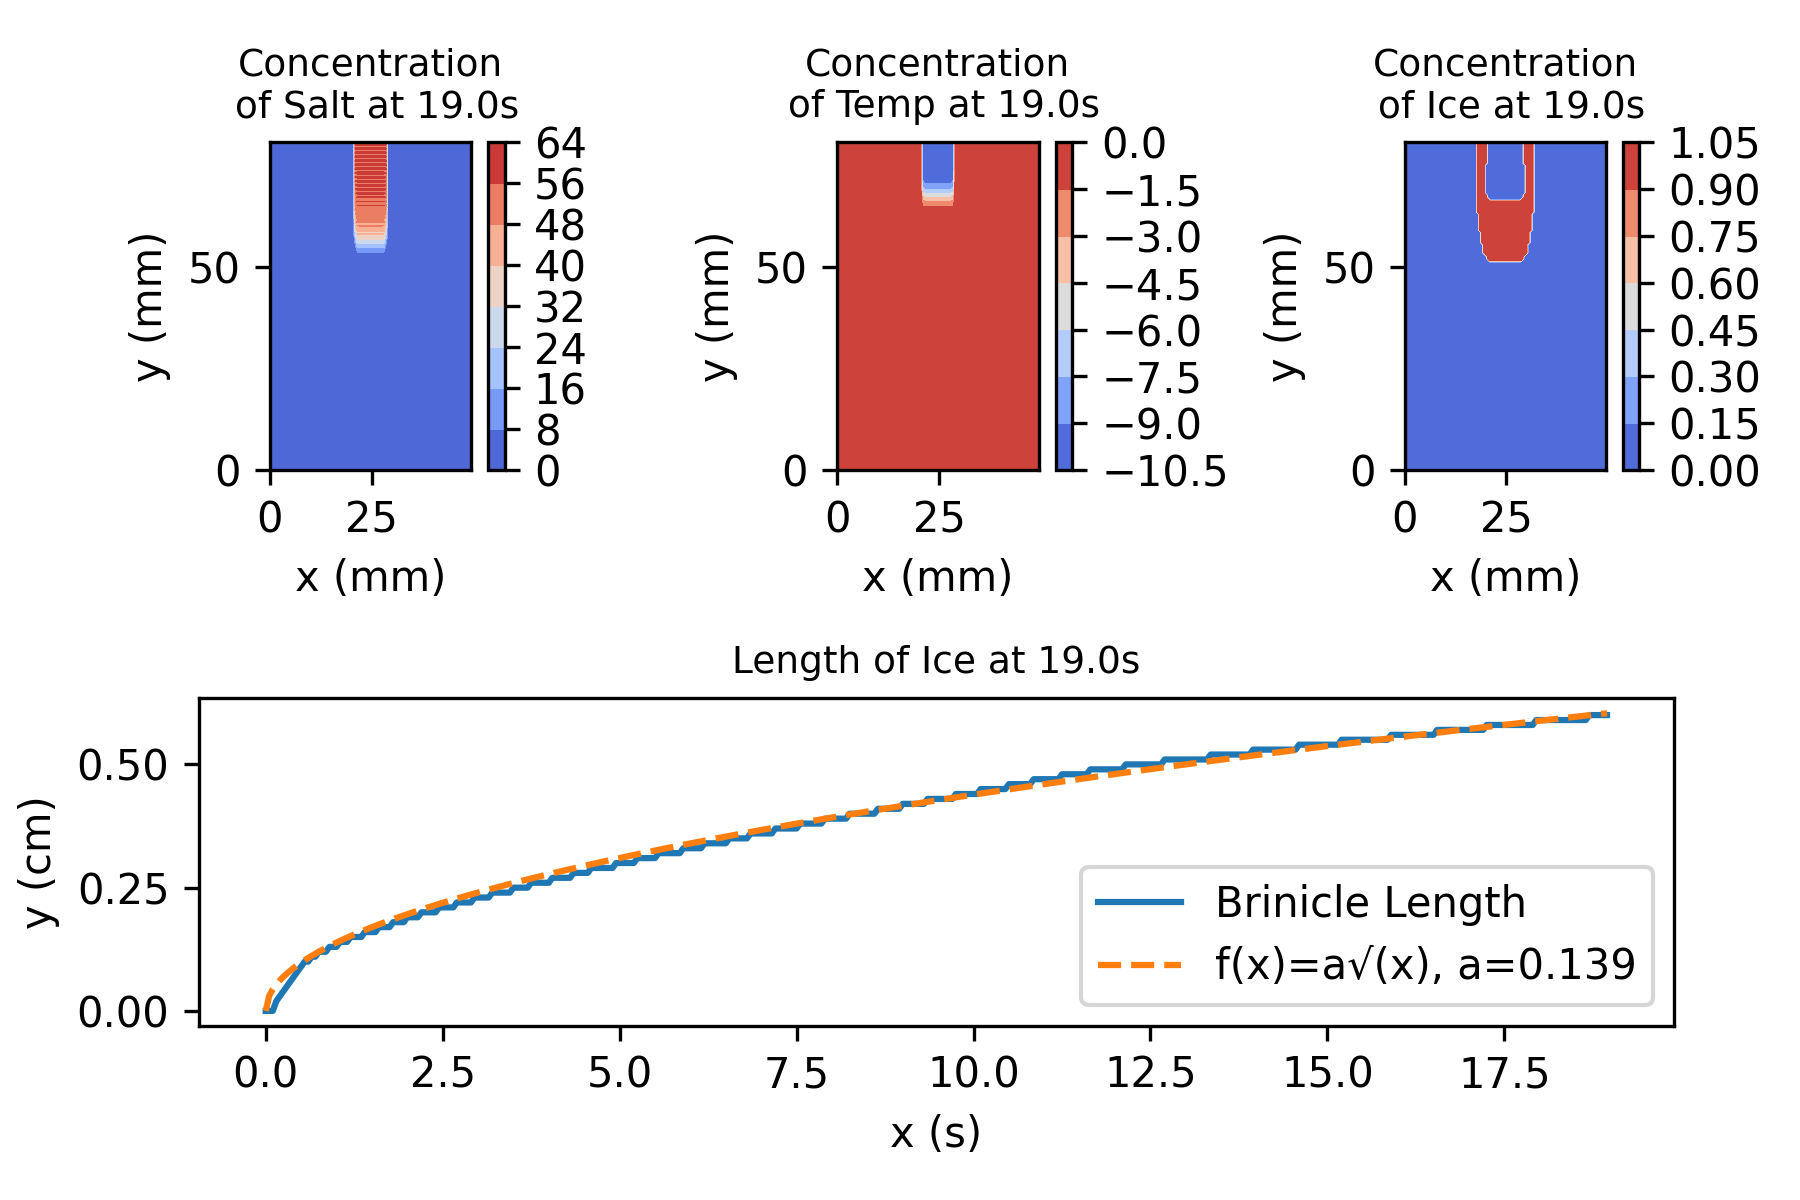 Concentration
of Salt at 19.0s
Concentration
of Temp at 19.0s
Concentration
of Ice at 19.0s
y (mm)
50
0
0 25
x (mm)
64
56
48
40
32
24
16
8
0
y (mm)
50
0
0 25
x (mm)
0.0
−1.5
−3.0
−4.5
−6.0
−7.5
−9.0
−10.5
y (mm)
50
0
0 25
x (mm)
1.05
0.90
0.75
0.60
0.45
0.30
0.15
0.00
Length of Ice at 19.0s
y (cm)
0.50
0.25
0.00
Brinicle Length
f(x)=a√(x), a=0.139
0.0 2.5 5.0 7.5 10.0 12.5 15.0 17.5
x (s)